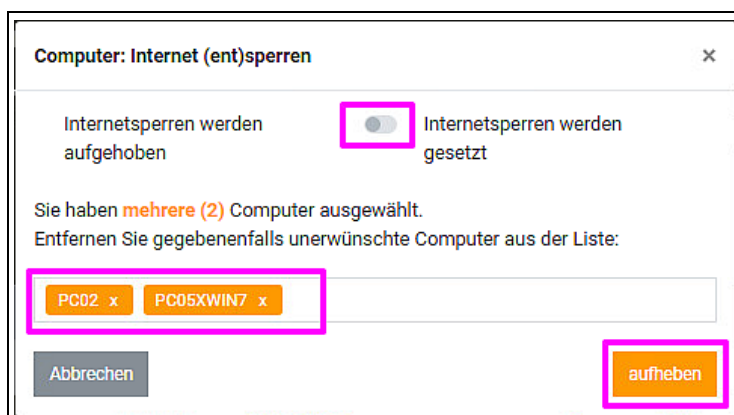 Computer: Internet (ent)sperren ×
Internetsperren werden
aufgehoben
Internetsperren werden
gesetzt
Sie haben mehrere (2) Computer ausgewählt.
Entfernen Sie gegebenenfalls unerwünschte Computer aus der Liste:
PC02 x PC05XWIN7 x
Abbrechen aufheben